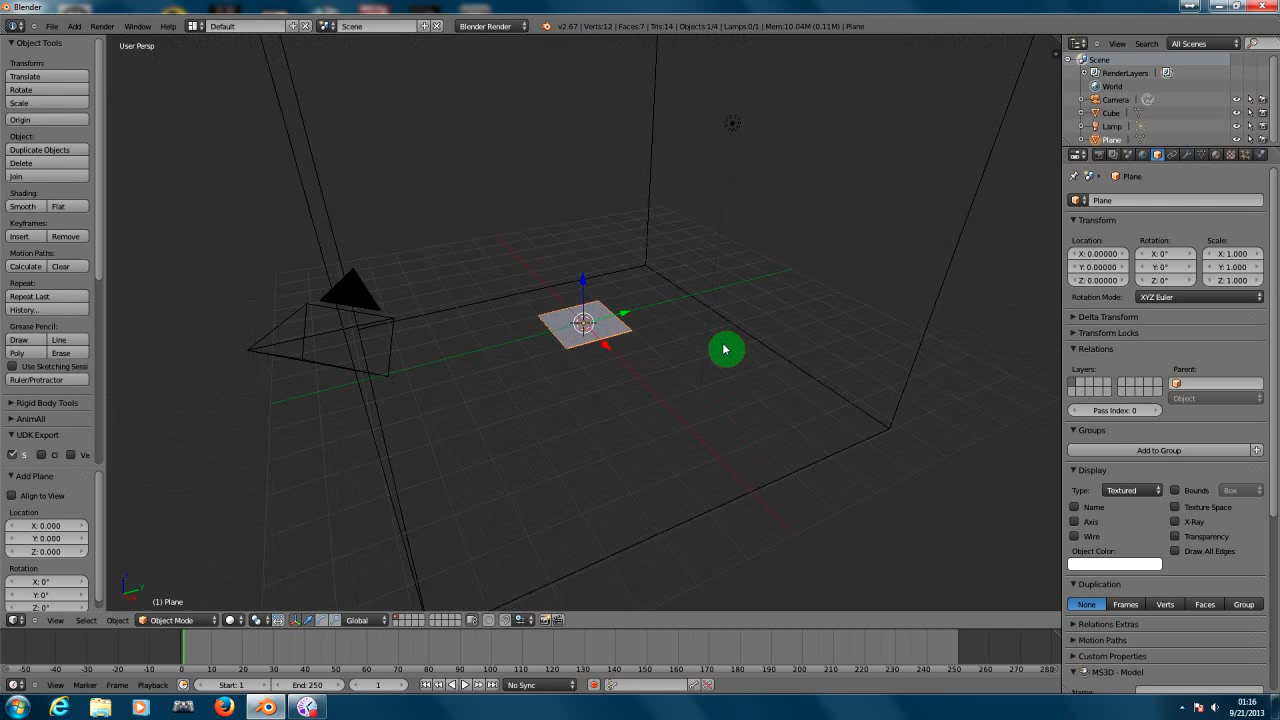 Blender
File Add Render Window Help Default Scene Blender Render v2.67 | Verts:12 | Faces:7 | Tris:14 | Objects:1/4 | Lamps:0/1 | Mem:10.04M (0.11M) | Plane
Object Tools
Transform:
Translate
Rotate
Scale
Origin
Object:
Duplicate Objects
Delete
Join
Shading:
Smooth Flat
Keyframes:
Insert Remove
Motion Paths:
Calculate Clear
Repeat:
Repeat Last
History...
Grease Pencil:
Draw Line
Poly Erase
Use Sketching Sessi
Ruler/Protractor
Rigid Body Tools
AnimAll
UDK Export
S Cl Ve
Add Plane
Align to View
Location
X: 0.000
Y: 0.000
Z: 0.000
Rotation
X: 0°
Y: 0°
Z: 0°
User Persp
(1) Plane
View Select Object Object Mode Global
-50 -40 -30 -20 -10 0 10 20 30 40 50 60 70 80 90 100 110 120 130 140 150 160 170 180 190 200 210 220 230 240 250 260 270 280
View Marker Frame Playback Start: 1 End: 250 1 No Sync
View Search All Scenes
Scene
RenderLayers
World
Camera
Cube
Lamp
Plane
Plane
Plane
Transform
Location: Rotation: Scale:
X: 0.00000 X: 0° X: 1.000
Y: 0.00000 Y: 0° Y: 1.000
Z: 0.00000 Z: 0° Z: 1.000
Rotation Mode: XYZ Euler
Delta Transform
Transform Locks
Relations
Layers: Parent:
Object
Pass Index: 0
Groups
Add to Group
Display
Type: Textured Bounds Box
Name Texture Space
Axis X-Ray
Wire Transparency
Object Color: Draw All Edges
Duplication
None Frames Verts Faces Group
Relations Extras
Motion Paths
Custom Properties
MS3D - Model
01:16
9/21/2013